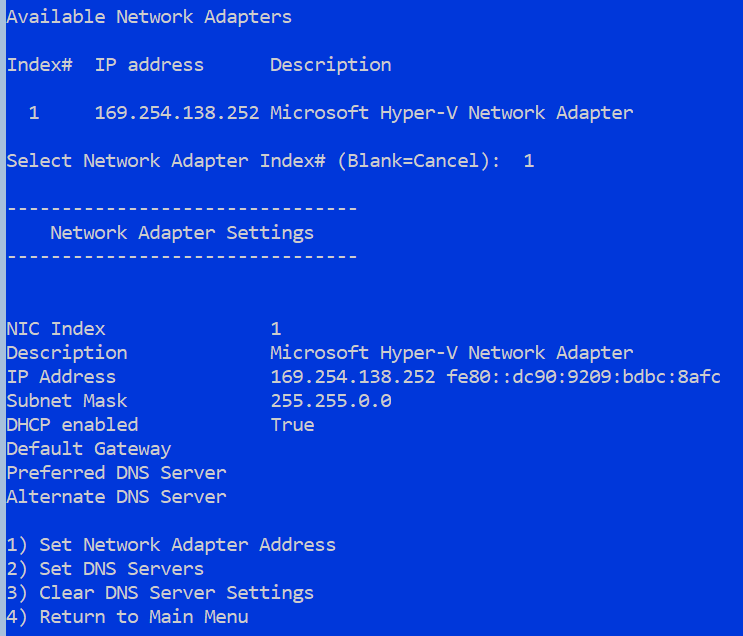 Available Network Adapters
Index#  IP address      Description
  1     169.254.138.252 Microsoft Hyper-V Network Adapter
Select Network Adapter Index# (Blank=Cancel):  1
--------------------------------
    Network Adapter Settings
--------------------------------
NIC Index               1
Description             Microsoft Hyper-V Network Adapter
IP Address              169.254.138.252 fe80::dc90:9209:bdbc:8afc
Subnet Mask             255.255.0.0
DHCP enabled            True
Default Gateway
Preferred DNS Server
Alternate DNS Server
1) Set Network Adapter Address
2) Set DNS Servers
3) Clear DNS Server Settings
4) Return to Main Menu